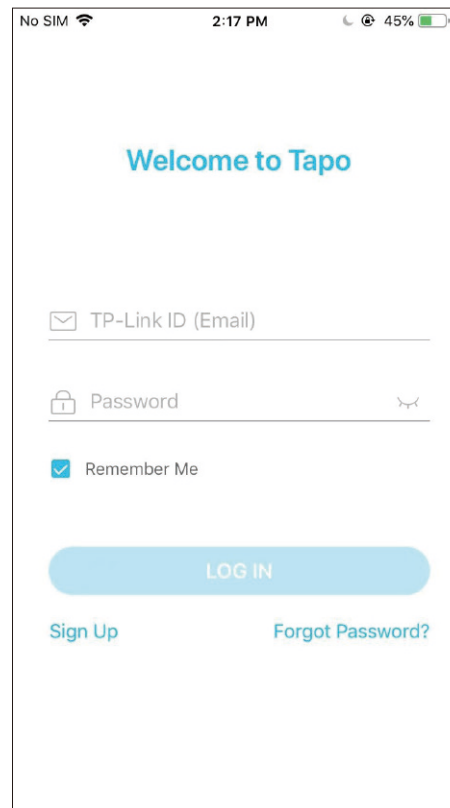 No SIM 2:17 PM 45%
Welcome to Tapo
TP-Link ID (Email)
Password
Remember Me
LOG IN
Sign Up Forgot Password?